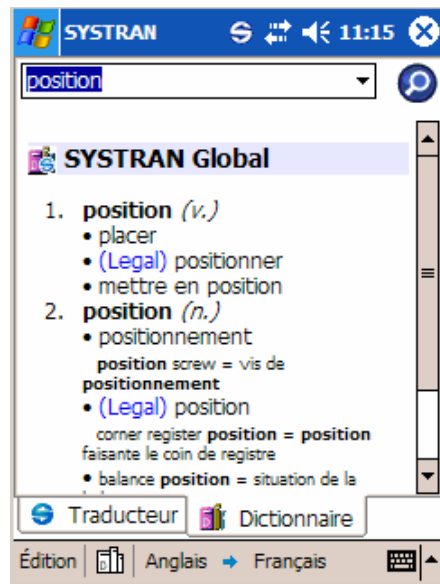 SYSTRAN 11:15
position
SYSTRAN Global
1. position (v.)
• placer
• (Legal) positionner
• mettre en position
2. position (n.)
• positionnement
position screw = vis de
positionnement
• (Legal) position
corner register position = position
faisante le coin de registre
• balance position = situation de la
Traducteur Dictionnaire
Édition Anglais → Français